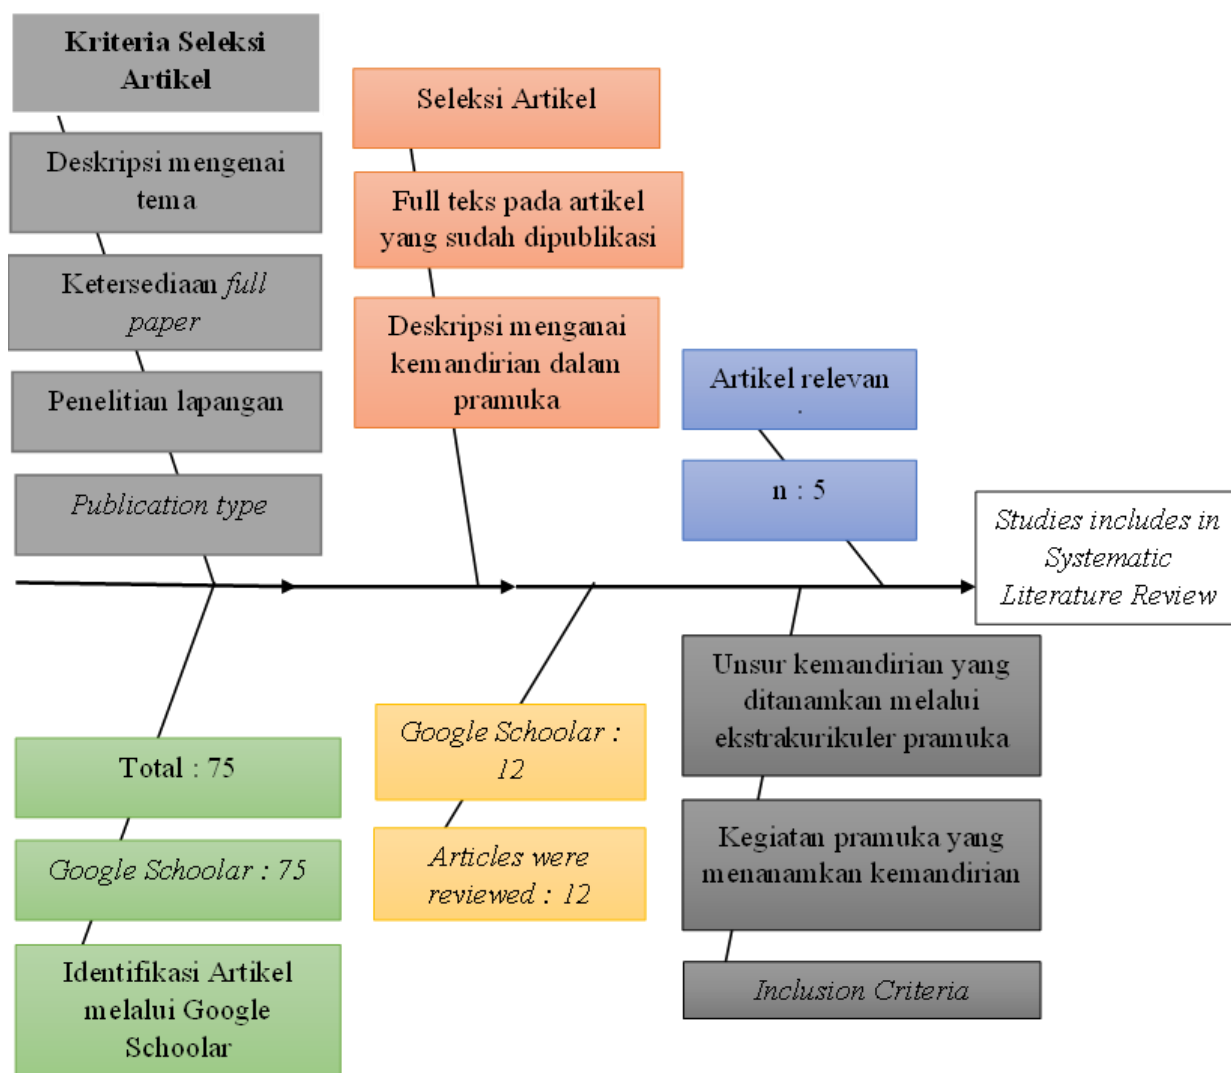 Kriteria Seleksi
Artikel
Deskripsi mengenai
tema
Ketersediaan full
paper
Penelitian lapangan
Publication type
Seleksi Artikel
Full teks pada artikel
yang sudah dipublikasi
Deskripsi menganai
kemandirian dalam
pramuka
Artikel relevan
.
n : 5
Studies includes in
Systematic
Literature Review
Total : 75
Google Schoolar : 75
Identifikasi Artikel
melalui Google
Schoolar
Google Schoolar :
12
Articles were
reviewed : 12
Unsur kemandirian yang
ditanamkan melalui
ekstrakurikuler pramuka
Kegiatan pramuka yang
menanamkan kemandirian
Inclusion Criteria